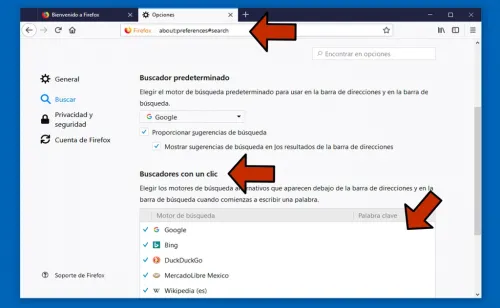 Bienvenido a Firefox
Opciones
Firefox
about:preferences#search
Encontrar en opciones
General
Buscar
Privacidad y
seguridad
Cuenta de Firefox
Soporte de Firefox
Buscador predeterminado
Elegir el motor de búsqueda predeterminado para usar en la barra de direcciones y en la barra de
búsqueda.
Google
Proporcionar sugerencias de búsqueda
Mostrar sugerencias de búsqueda en los resultados de la barra de direcciones
Buscadores con un clic
Elegir los motores de búsqueda alternativos que aparecen debajo de la barra de direcciones y en la
barra de búsqueda cuando comienzas a escribir una palabra.
Motor de búsqueda
Palabra clave
Google
Bing
DuckDuckGo
MercadoLibre Mexico
Wikipedia (es)